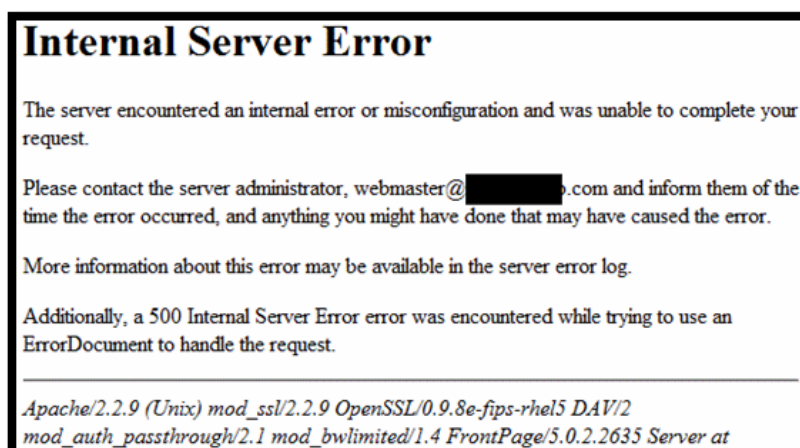 Internal Server Error
The server encountered an internal error or misconfiguration and was unable to complete your
request.
Please contact the server administrator, webmaster@ .com and inform them of the
time the error occurred, and anything you might have done that may have caused the error.
More information about this error may be available in the server error log.
Additionally, a 500 Internal Server Error error was encountered while trying to use an
ErrorDocument to handle the request.
Apache/2.2.9 (Unix) mod_ssl/2.2.9 OpenSSL/0.9.8e-fips-rhel5 DAV/2
mod_auth_passthrough/2.1 mod_bwlimited/1.4 FrontPage/5.0.2.2635 Server at